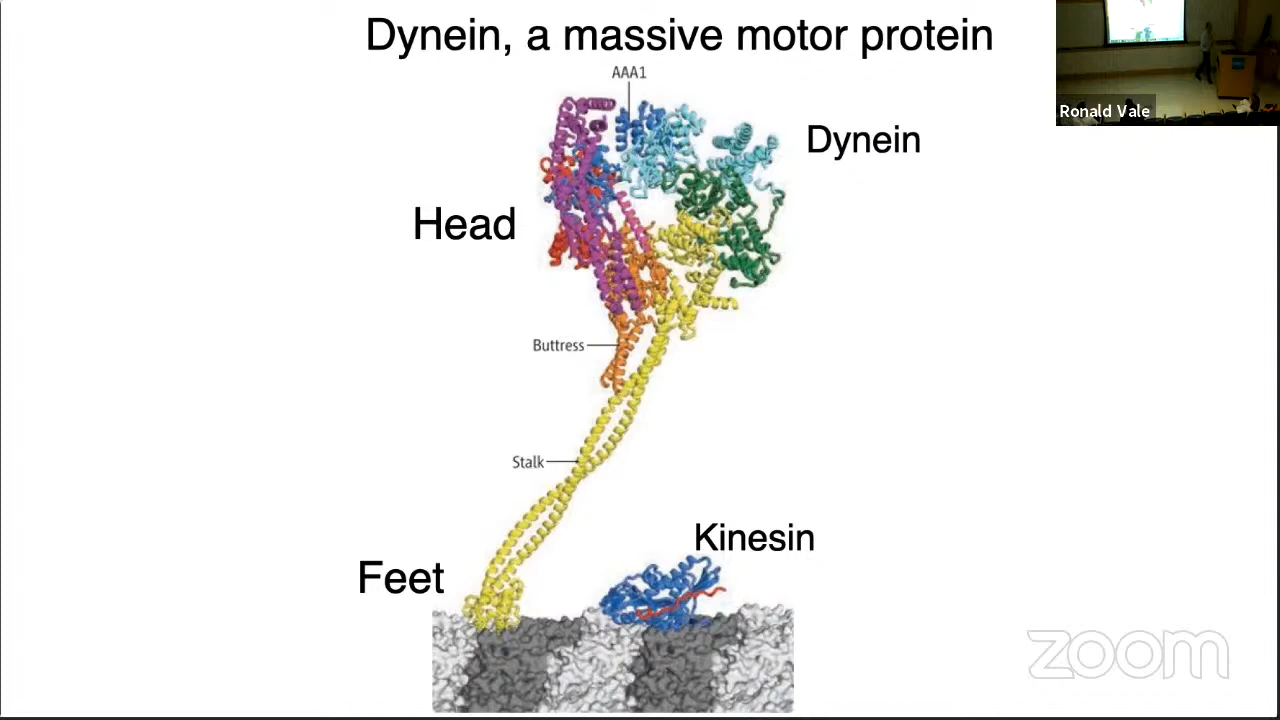 Dynein, a massive motor protein
AAA1
Dynein
Head
Buttress
Stalk
Kinesin
Feet
Ronald Vale
zoom